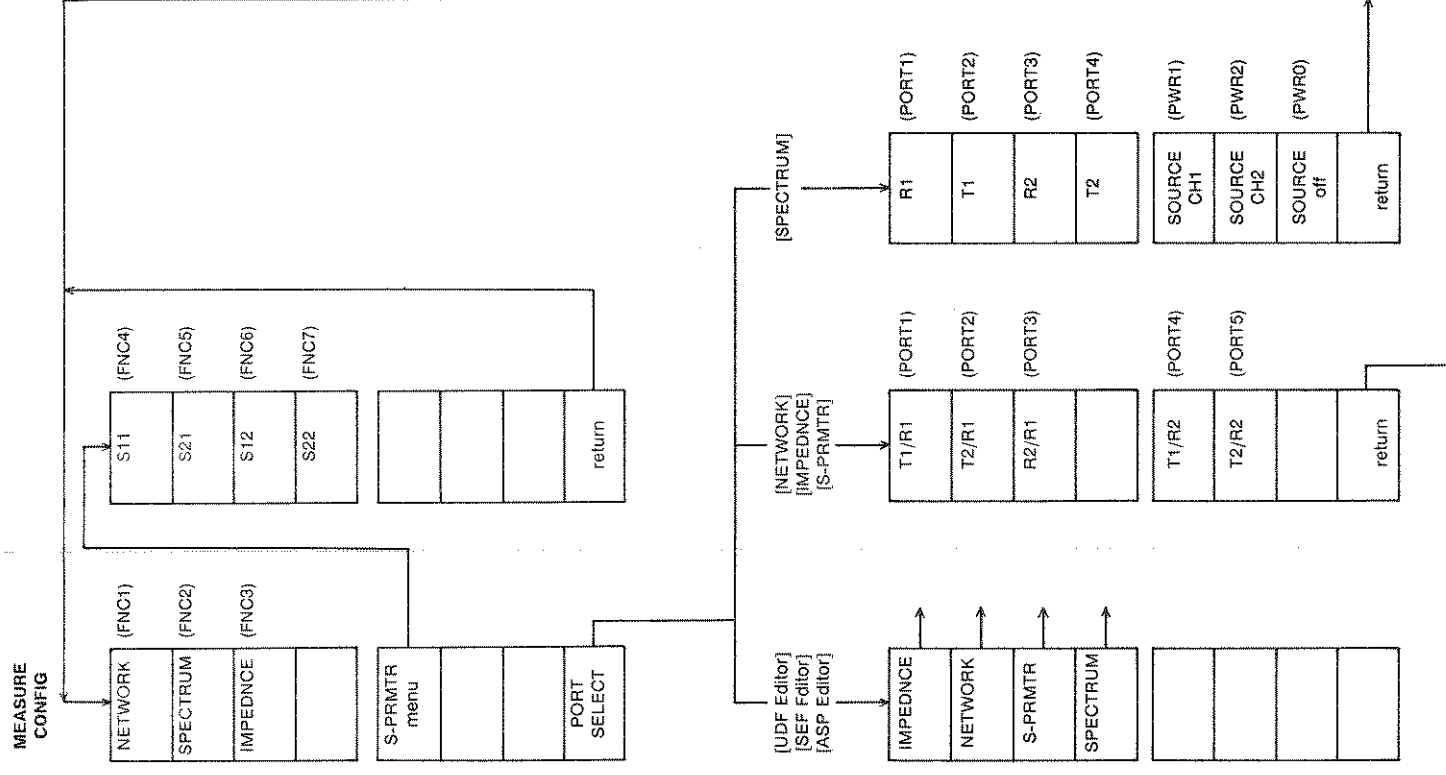 MEASURE
CONFIG
NETWORK (FNC1)
SPECTRUM (FNC2)
IMPEDNCE (FNC3)
S-PRMTR
menu
PORT
SELECT
S11 (FNC4)
S21 (FNC5)
S12 (FNC6)
S22 (FNC7)
return
[UDF Editor]
[SEF Editor]
[ASP Editor]
IMPEDNCE
NETWORK
S-PRMTR
SPECTRUM
[NETWORK]
[IMPEDNCE]
[S-PRMTR]
T1/R1 (PORT1)
T2/R1 (PORT2)
R2/R1 (PORT3)
T1/R2 (PORT4)
T2/R2 (PORT5)
return
[SPECTRUM]
R1 (PORT1)
T1 (PORT2)
R2 (PORT3)
T2 (PORT4)
SOURCE
CH1 (PWR1)
SOURCE
CH2 (PWR2)
SOURCE
off (PWR0)
return